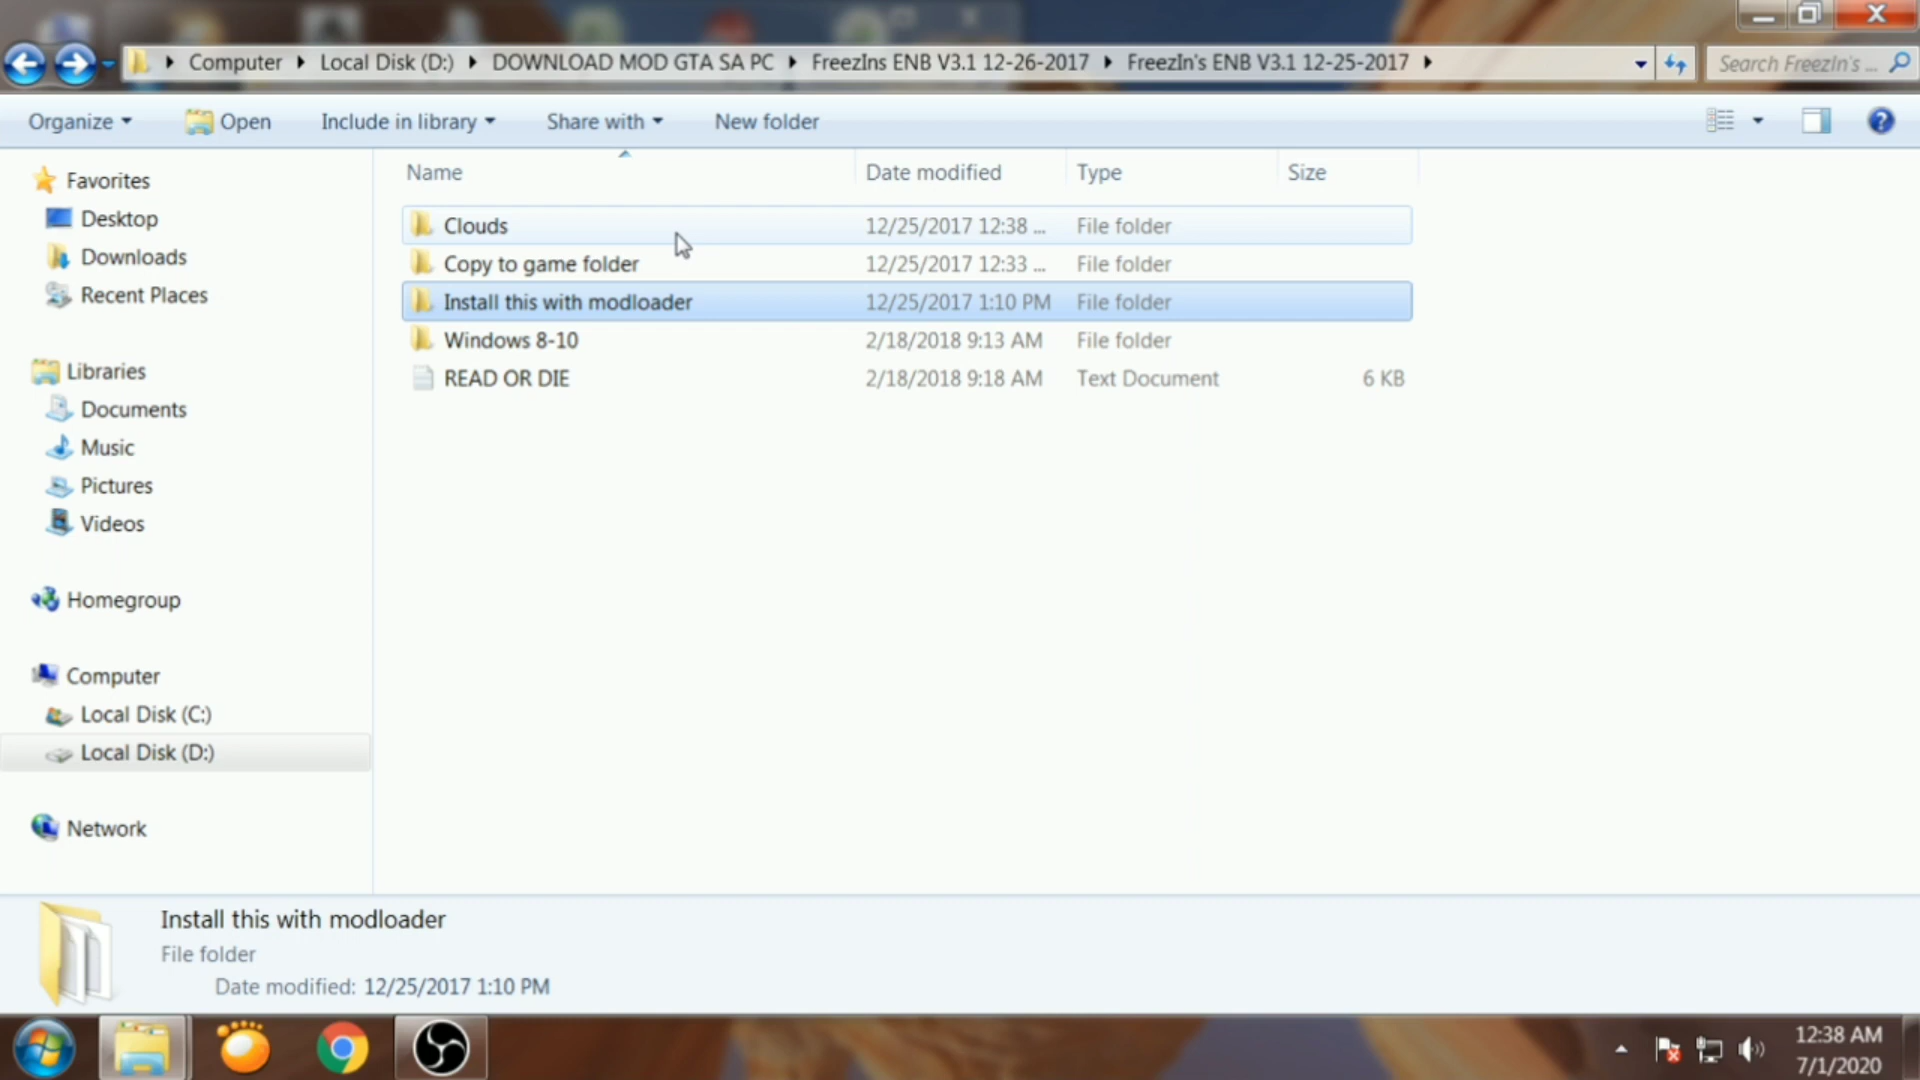 Computer Local Disk (D:) DOWNLOAD MOD GTA SA PC FreezIns ENB V3.1 12-26-2017 FreezIn's ENB V3.1 12-25-2017 Search FreezIn's ...
Organize Open Include in library Share with New folder
Name Date modified Type Size
Favorites
Desktop
Downloads
Recent Places
Libraries
Documents
Music
Pictures
Videos
Homegroup
Computer
Local Disk (C:)
Local Disk (D:)
Network
Clouds 12/25/2017 12:38 ... File folder
Copy to game folder 12/25/2017 12:33 ... File folder
Install this with modloader 12/25/2017 1:10 PM File folder
Windows 8-10 2/18/2018 9:13 AM File folder
READ OR DIE 2/18/2018 9:18 AM Text Document 6 KB
Install this with modloader
File folder
Date modified: 12/25/2017 1:10 PM
12:38 AM
7/1/2020